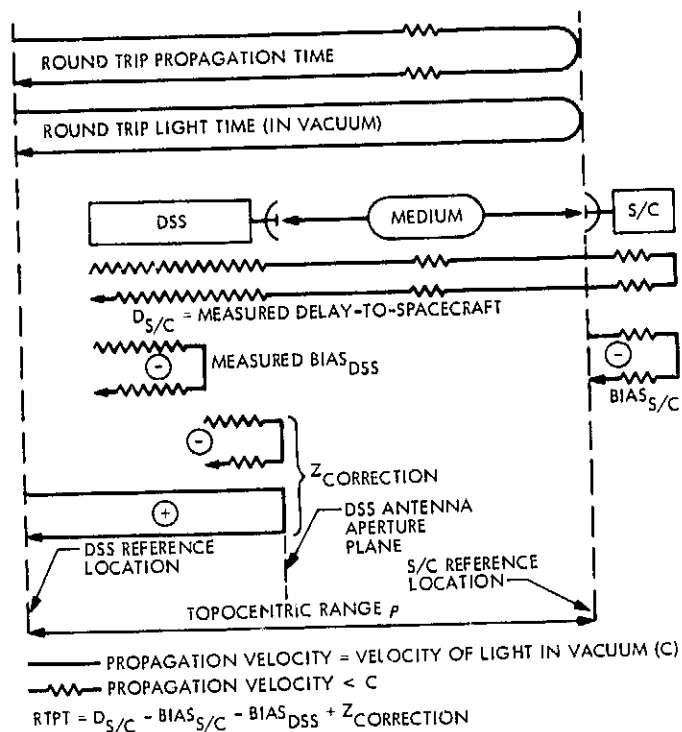 ROUND TRIP PROPAGATION TIME
ROUND TRIP LIGHT TIME (IN VACUUM)
DSS
MEDIUM
S/C
D_S/C = MEASURED DELAY-TO-SPACECRAFT
-
MEASURED BIAS_DSS
-
BIAS_S/C
-
Z_CORRECTION
+
DSS REFERENCE
LOCATION
DSS ANTENNA
APERTURE
PLANE
S/C REFERENCE
LOCATION
TOPOCENTRIC RANGE ρ
PROPAGATION VELOCITY = VELOCITY OF LIGHT IN VACUUM (C)
PROPAGATION VELOCITY < C
RTPT = D_S/C - BIAS_S/C - BIAS_DSS + Z_CORRECTION